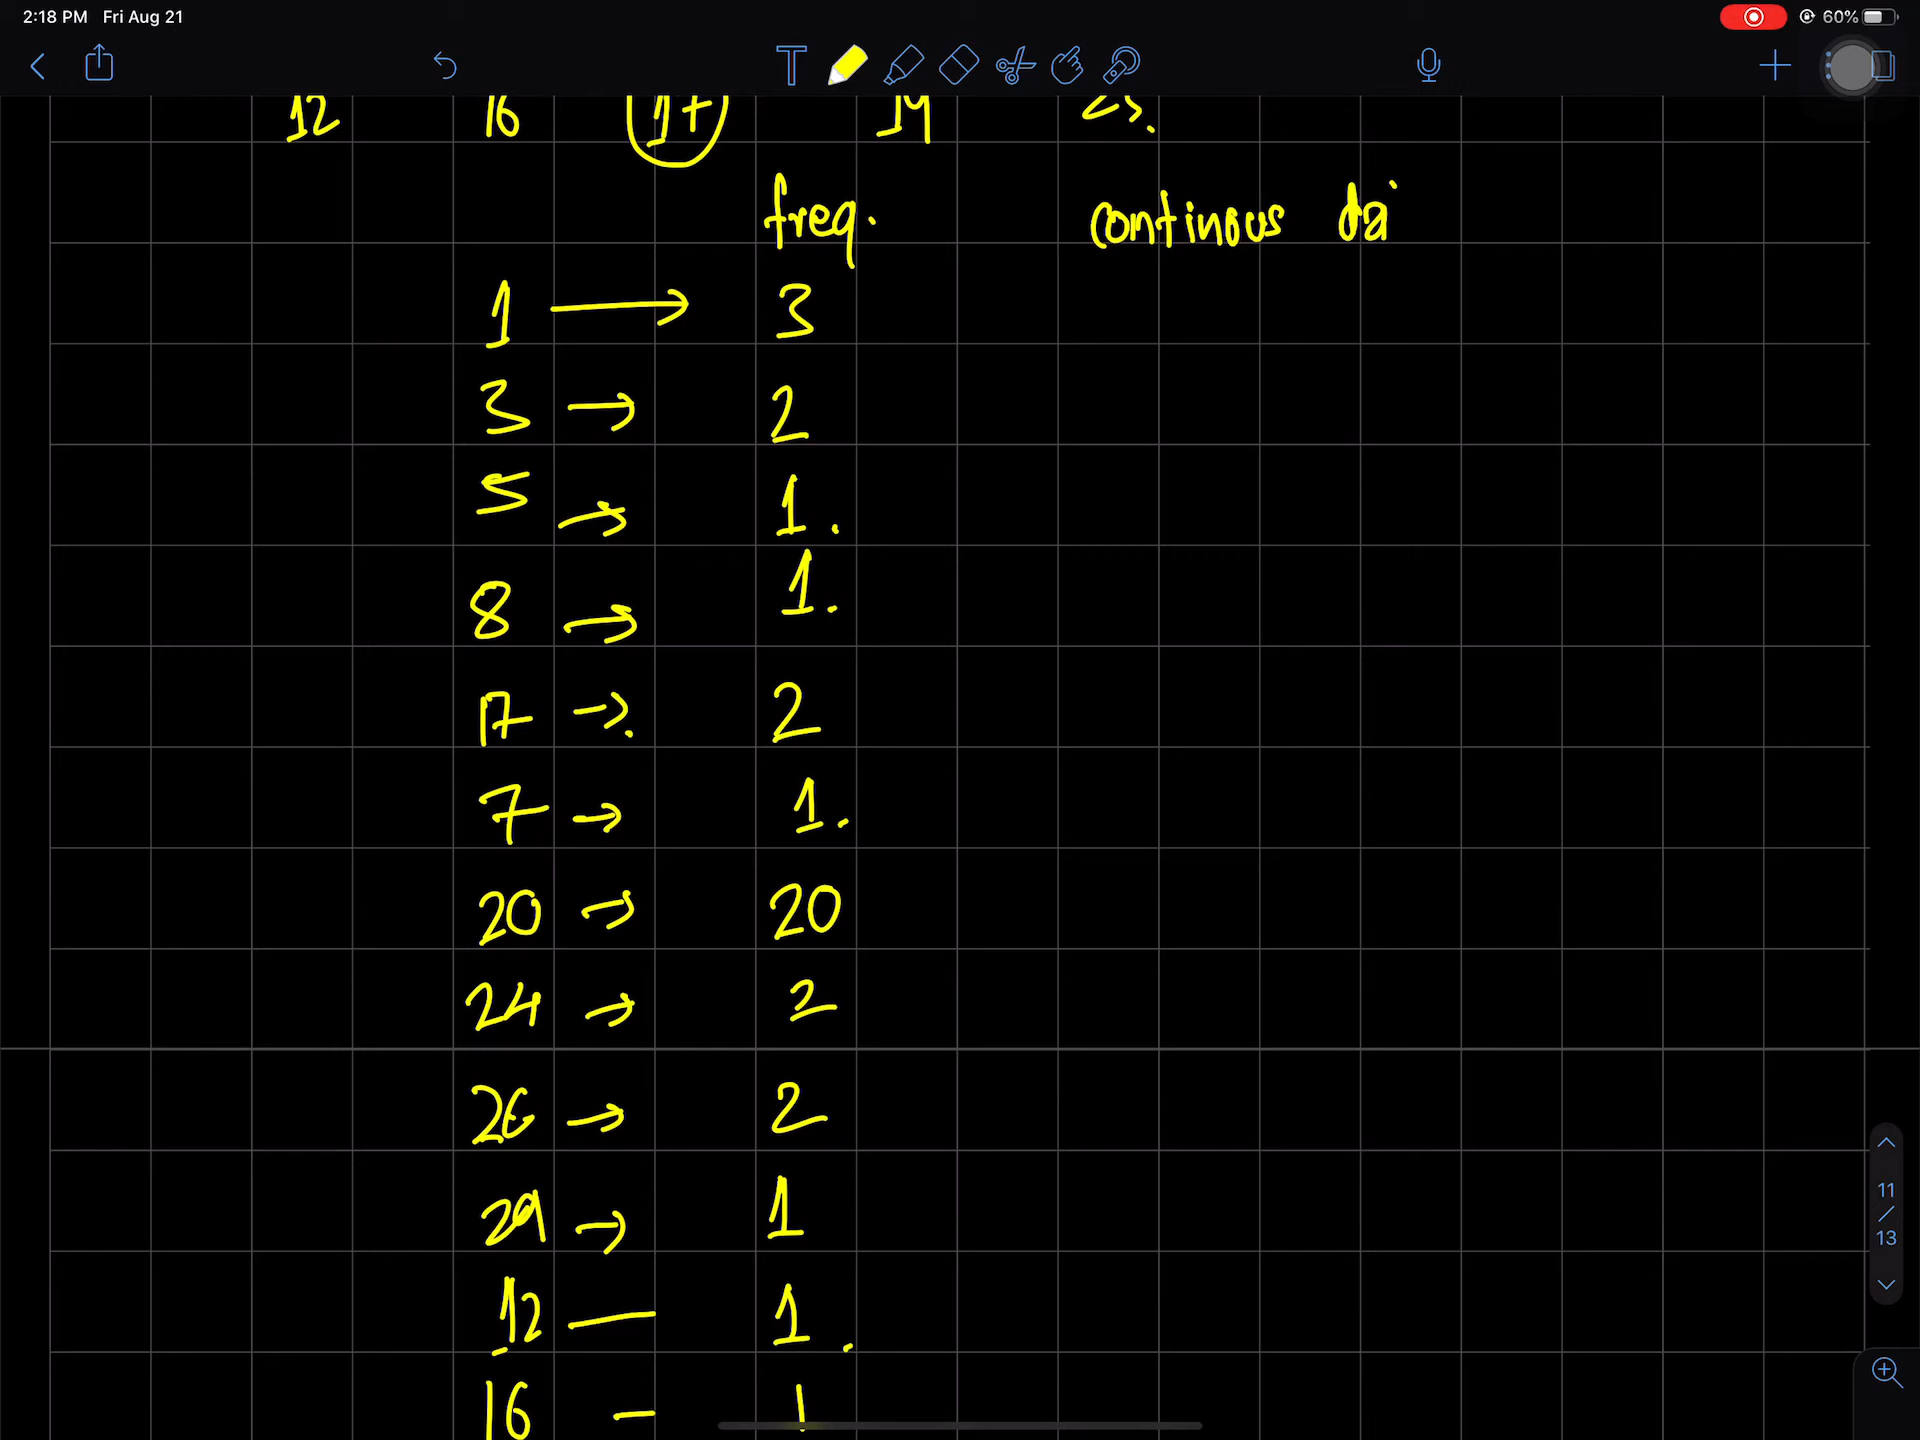 2:18 PM Fri Aug 21 60%
12 16 17
freq. continous da
1 → 3
3 → 2
5 → 1.
8 → 1.
17 → 2
7 → 1.
20 → 20
24 → 2
26 → 2
29 → 1
12 — 1.
16 - 1
11
/
13